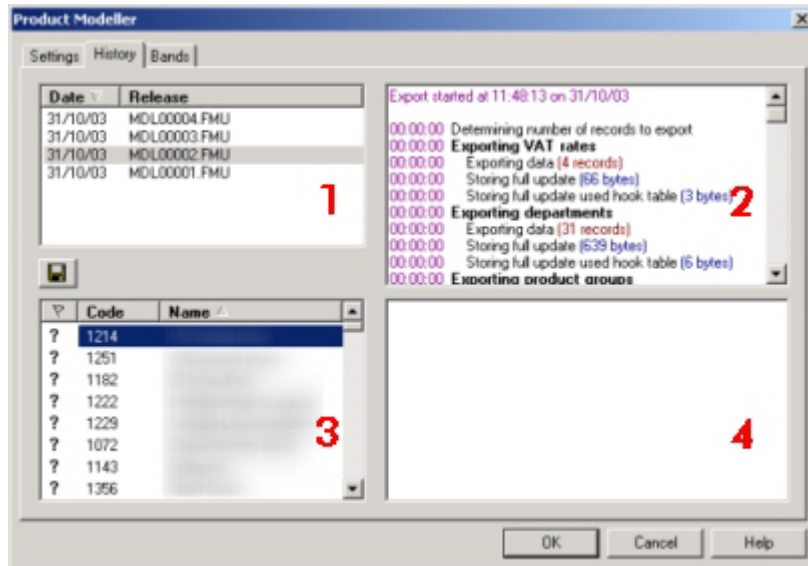 Product Modeller
Settings History Bands
Date Release
31/10/03 MDL00004.FMU
31/10/03 MDL00003.FMU
31/10/03 MDL00002.FMU
31/10/03 MDL00001.FMU
1
Export started at 11:48:13 on 31/10/03
00:00:00 Determining number of records to export
00:00:00 Exporting VAT rates
00:00:00 Exporting data (4 records)
00:00:00 Storing full update (66 bytes)
00:00:00 Storing full update used hook table (3 bytes)
00:00:00 Exporting departments
00:00:00 Exporting data (31 records)
00:00:00 Storing full update (639 bytes)
00:00:00 Storing full update used hook table (6 bytes)
00:00:00 Exporting product groups
2
Code Name
? 1214
? 1251
? 1182
? 1222
? 1229
? 1072
? 1143
? 1356
3
4
OK Cancel Help